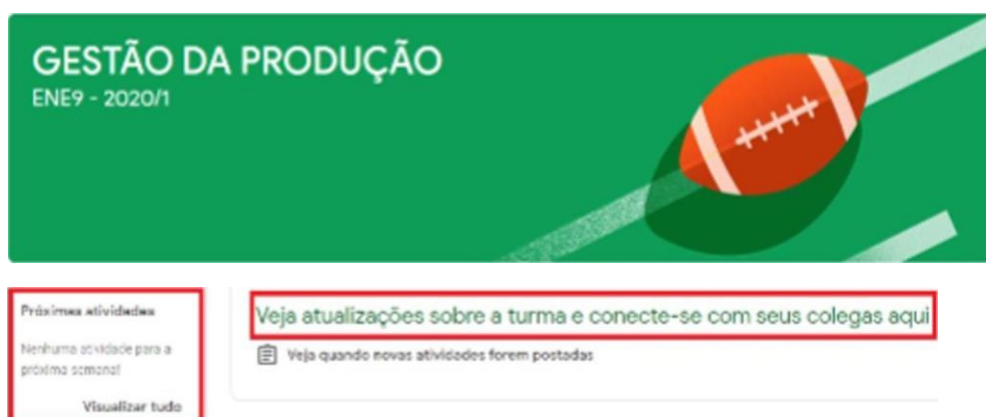 GESTÃO DA PRODUÇÃO
ENE9 - 2020/1
Próximas atividades
Nenhuma atividade para a
próxima semana!
Visualizar tudo
Veja atualizações sobre a turma e conecte-se com seus colegas aqui
Veja quando novas atividades forem postadas